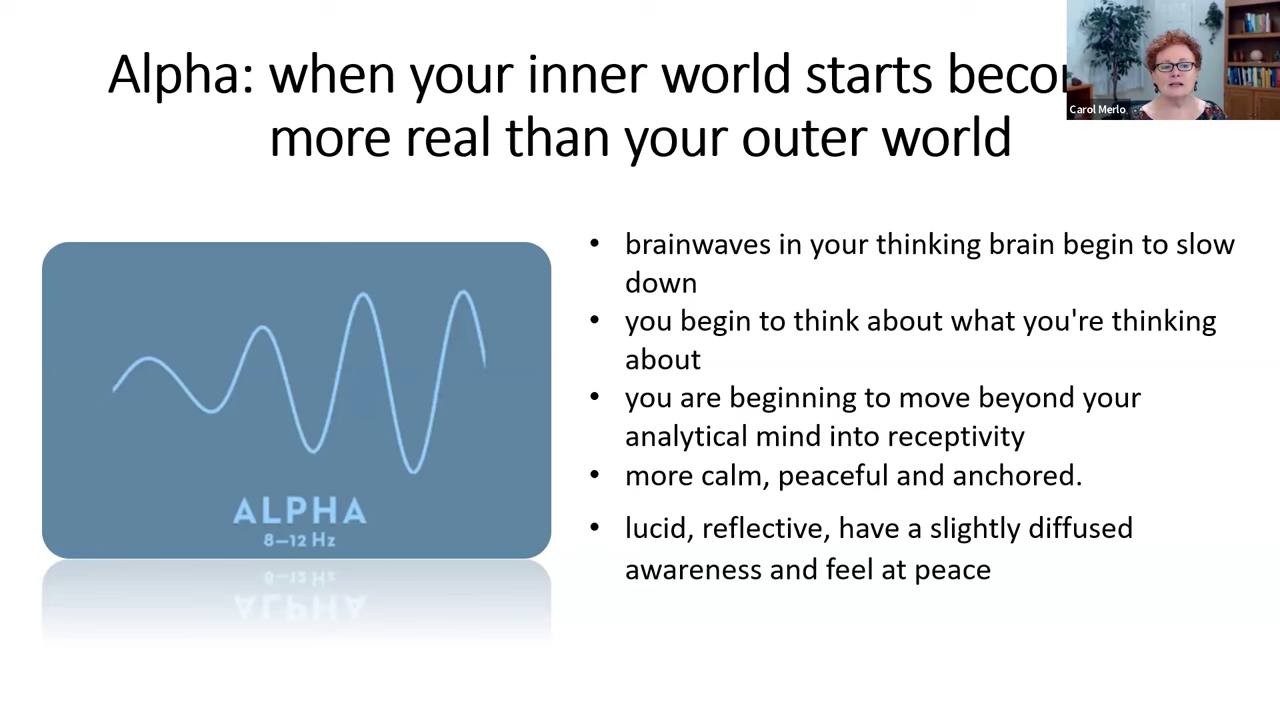 Alpha: when your inner world starts
more real than your outer world
Carol Merlo
brainwaves in your thinking brain begin to slow
down
• you begin to think about what you're thinking
about
• you are beginning to move beyond your
analytical mind into receptivity
• more calm, peaceful and anchored.
• lucid, reflective, have a slightly diffused
awareness and feel at peace
ALPHA
8–12 Hz